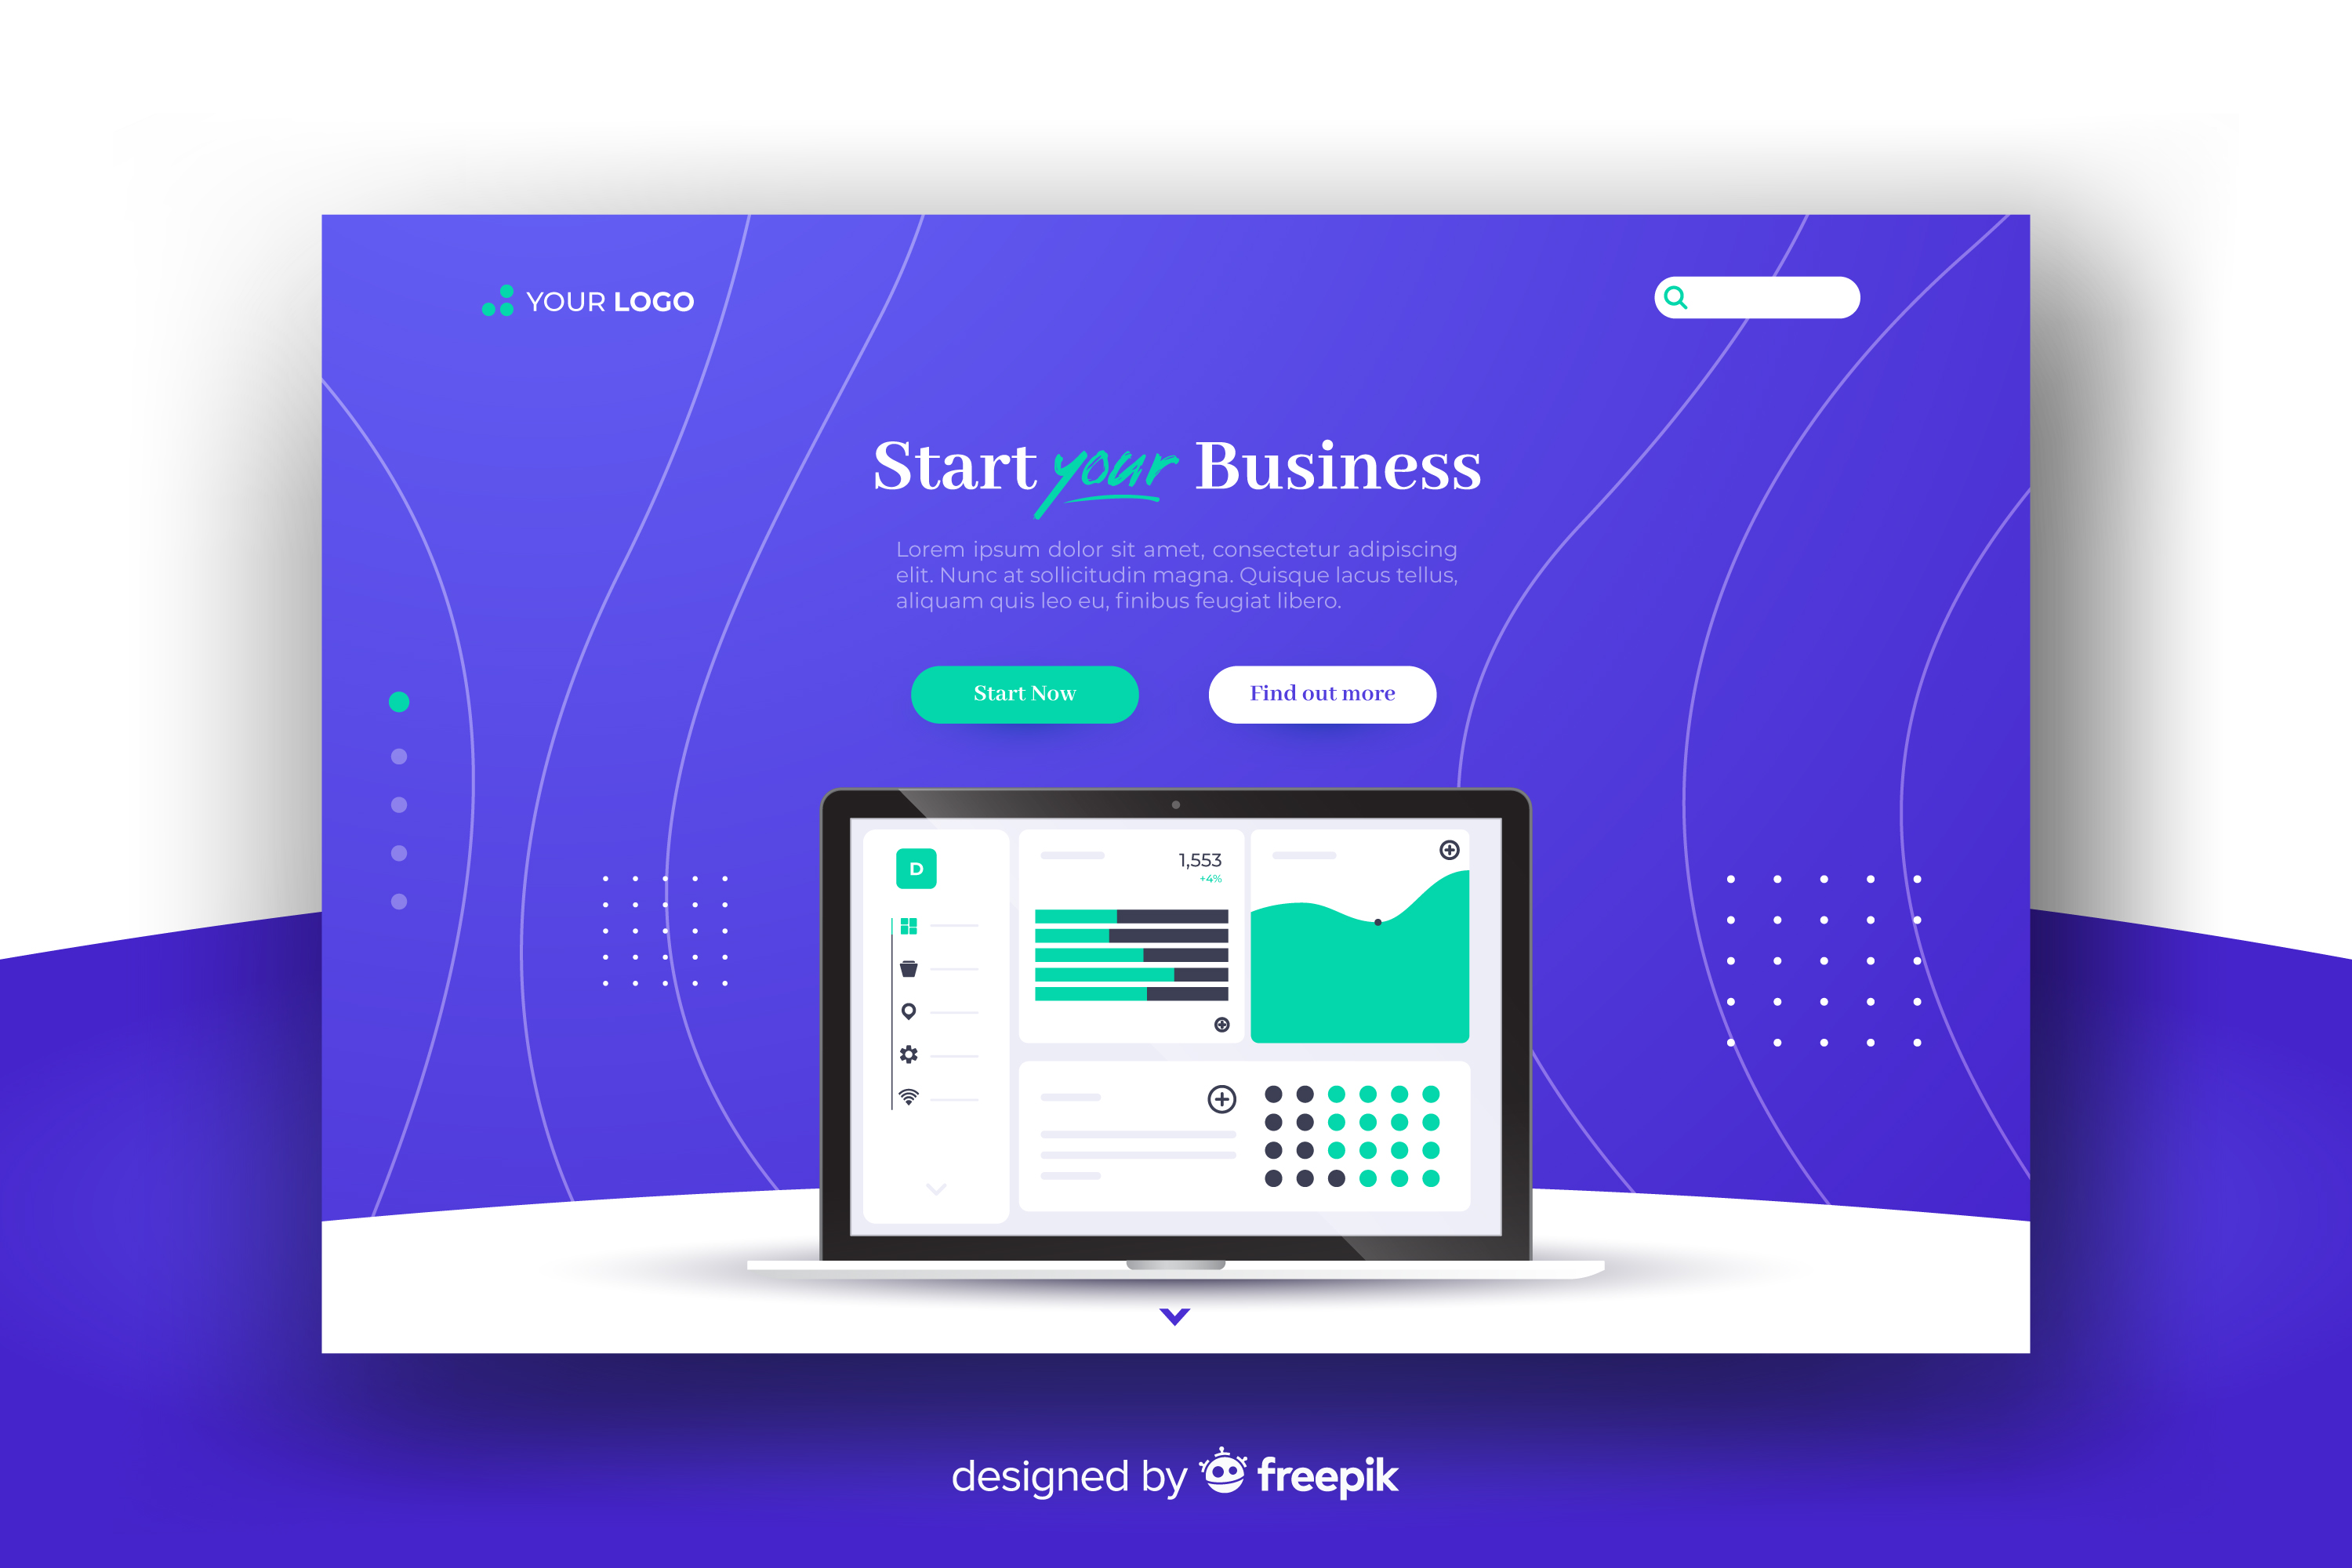 YOUR LOGO
Start your Business
Lorem ipsum dolor sit amet, consectetur adipiscing
elit. Nunc at sollicitudin magna. Quisque lacus tellus,
aliquam quis leo eu, finibus feugiat libero.
Start Now
Find out more
D
1,553
+4%
designed by freepik